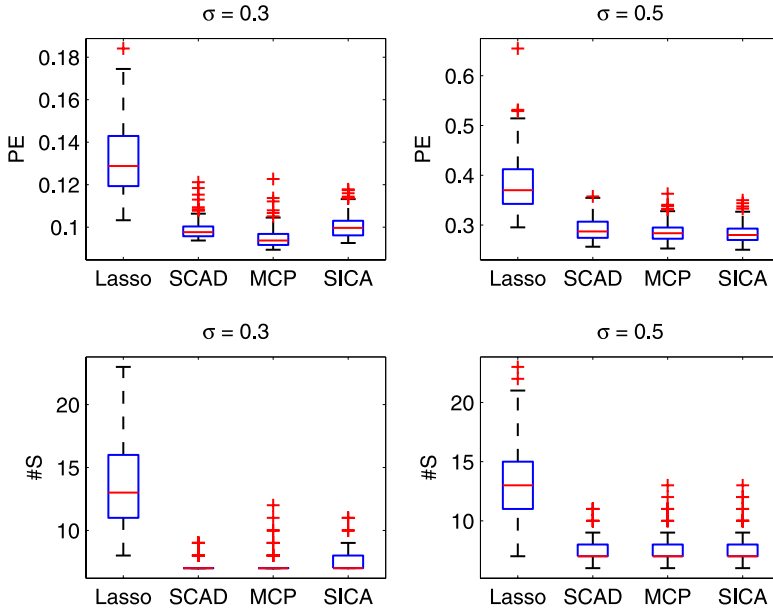 σ = 0.3
σ = 0.5
0.18
0.16
0.14
0.12
0.1
PE
Lasso SCAD MCP SICA
0.6
0.5
0.4
0.3
PE
Lasso SCAD MCP SICA
σ = 0.3
σ = 0.5
20
15
10
#S
Lasso SCAD MCP SICA
20
15
10
#S
Lasso SCAD MCP SICA